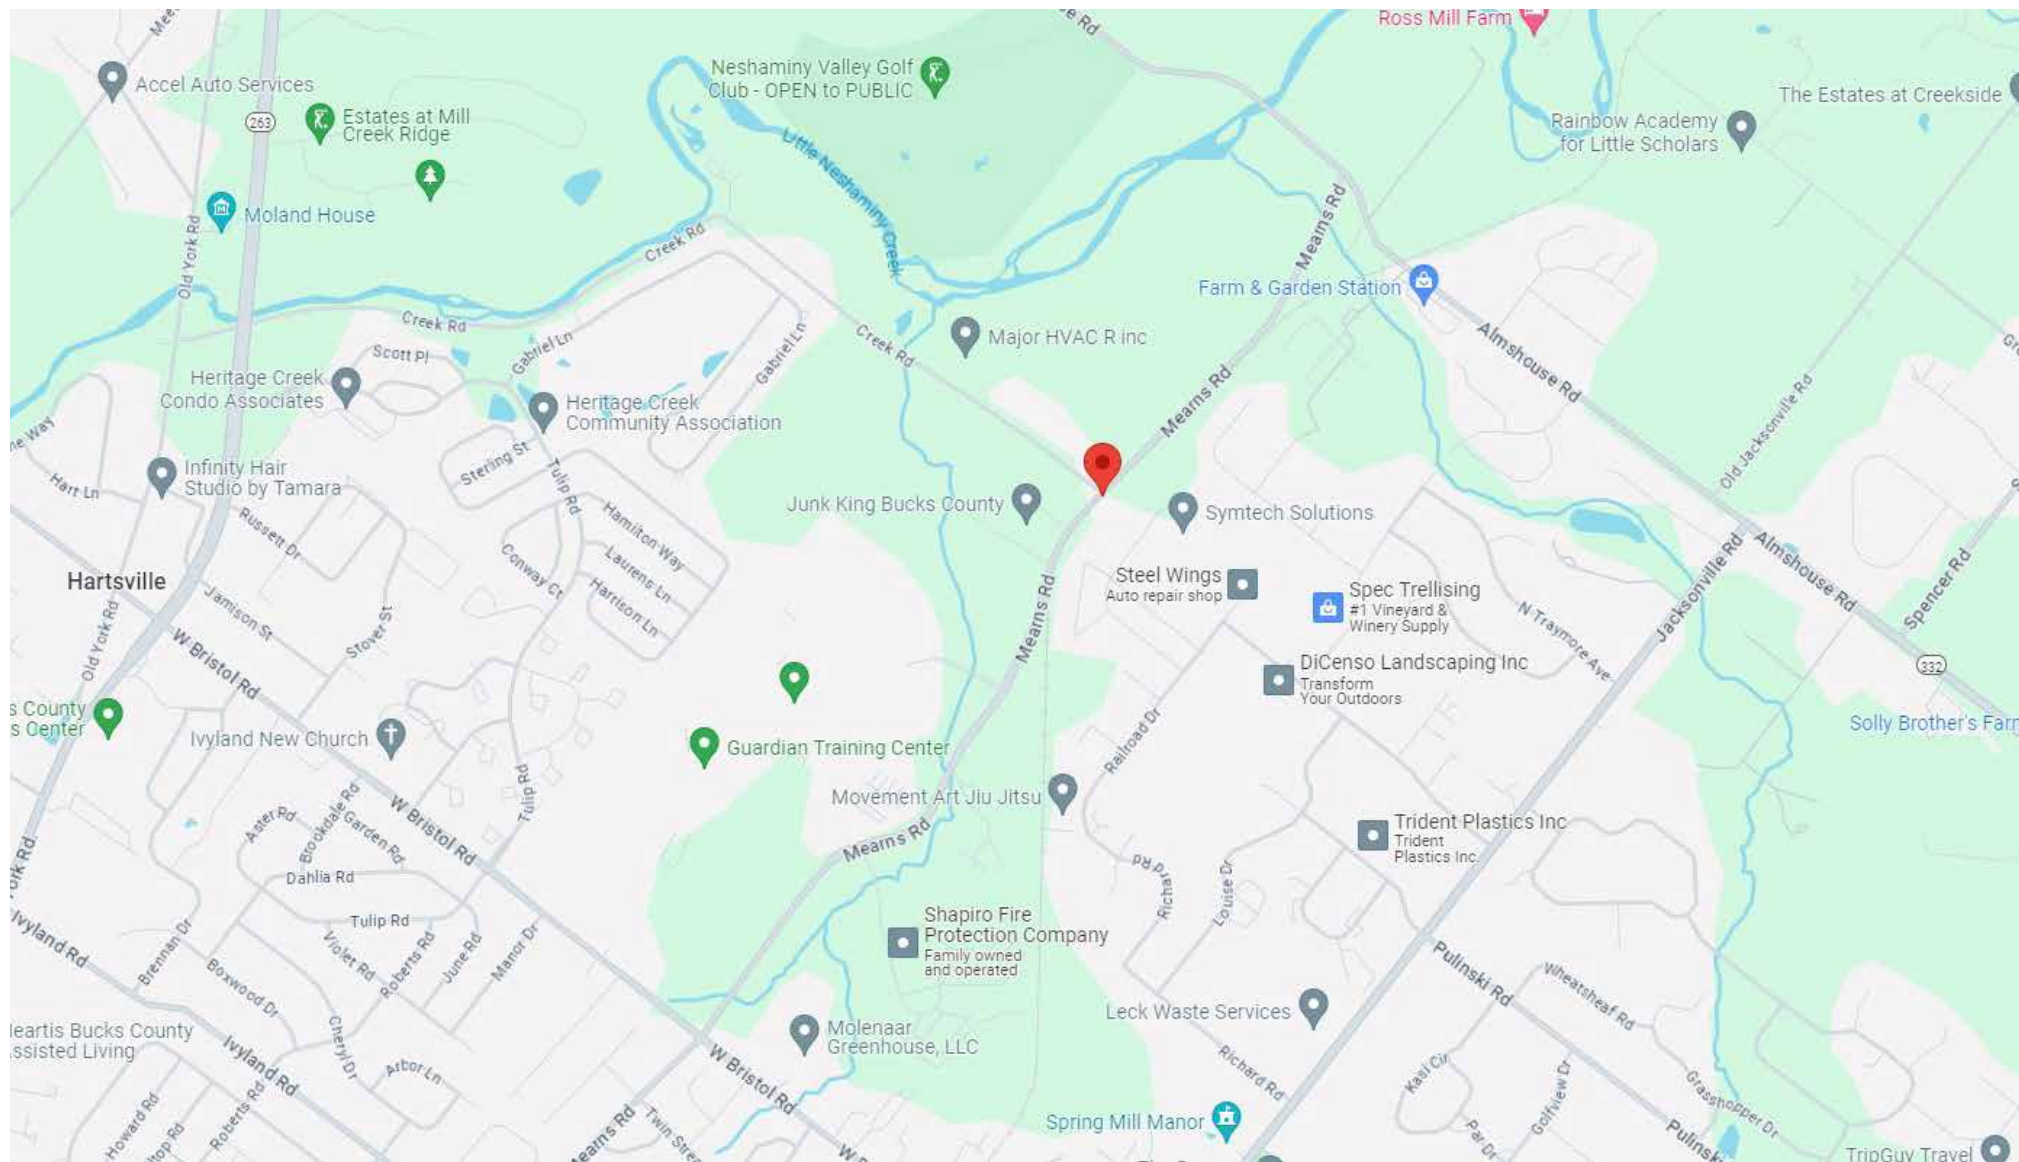 Mee
Accel Auto Services
263
Estates at Mill
Creek Ridge
Moland House
Old York Rd
Neshaminy Valley Golf
Club - OPEN to PUBLIC
Little Neshaminy Creek
Ross Mill Farm
Rainbow Academy
for Little Scholars
The Estates at Creekside
Mearns Rd
Farm & Garden Station
Almshouse Rd
Old Jacksonville Rd
Creek Rd
Creek Rd
Creek Rd
Gabriel Ln
Gabriel Ln
Scott Pl
Heritage Creek
Condo Associates
Heritage Creek
Community Association
Major HVAC R inc
Mearns Rd
Hart Ln
Infinity Hair
Studio by Tamara
Sterling St
Tulip Rd
Hamilton Way
Laurens Ln
Harrison Ln
Conway Ct
Russett Dr
Junk King Bucks County
Symtech Solutions
Hartsville
Jamison St
Stover St
Old York Rd
W Bristol Rd
Mearns Rd
Steel Wings
Auto repair shop
Spec Trellising
#1 Vineyard &
Winery Supply
N Traymore Ave
Jacksonville Rd
Almshouse Rd
Spencer Rd
332
DiCenso Landscaping Inc
Transform
Your Outdoors
Solly Brother's Farm
s County
s Center
Ivyland New Church
Guardian Training Center
Railroad Dr
Movement Art Jiu Jitsu
Mearns Rd
Tulip Rd
W Bristol Rd
Aster Rd
Brookdale Rd
Garden Rd
Dahlia Rd
Tulip Rd
Violet Rd
Roberts Rd
June Rd
Manor Dr
Richard Rd
Louise Dr
Trident Plastics Inc
Trident
Plastics Inc.
ork Rd
Ivyland Rd
Brennan Dr
Boxwood Dr
Cheryl Dr
Shapiro Fire
Protection Company
Family owned
and operated
Pulinski Rd
Wheatsheaf Rd
Leck Waste Services
Molenaar
Greenhouse, LLC
eartis Bucks County
ssisted Living
Ivyland Rd
Arbor Ln
W Bristol Rd
Richard Rd
Kasi Cir
Golfview Dr
Grasshopper Dr
Howard Rd
Roberts Rd
Mearns Rd
Spring Mill Manor
Par Dr
Pulinsk
TripGuy Travel